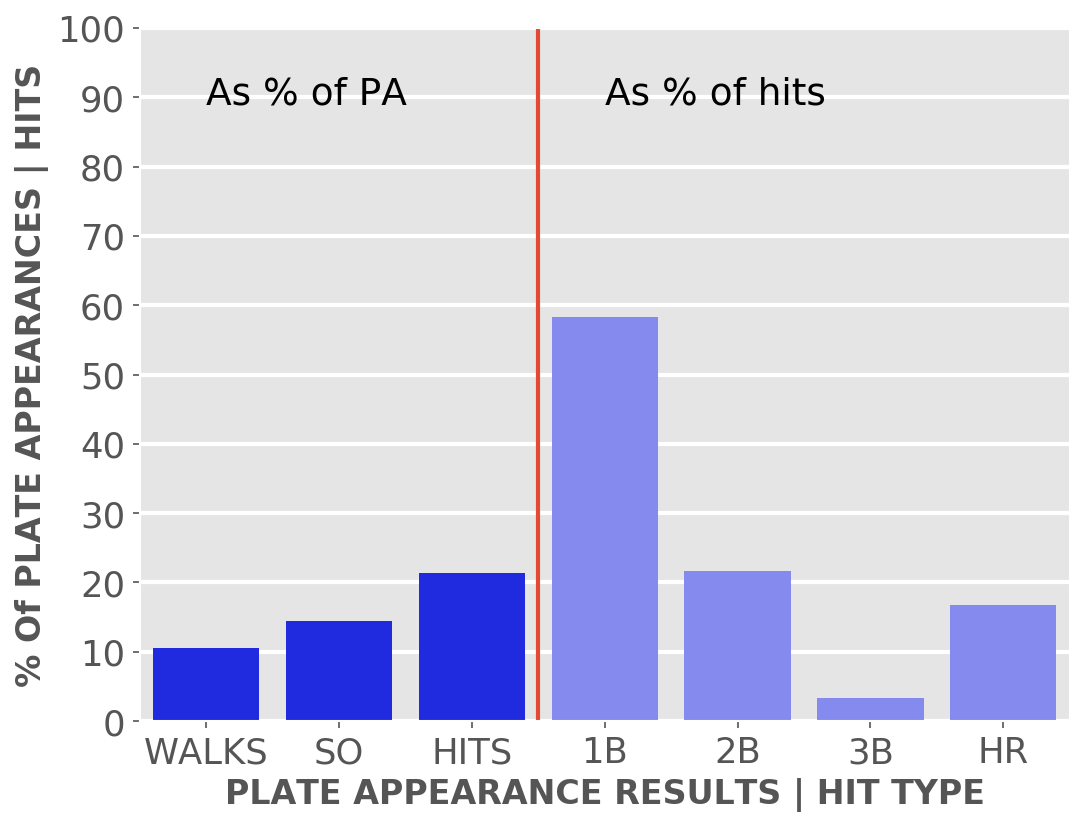 % Of PLATE APPEARANCES | HITS
100
90
80
70
60
50
40
30
20
10
0
As % of PA
As % of hits
WALKS SO HITS 1B 2B 3B HR
PLATE APPEARANCE RESULTS | HIT TYPE